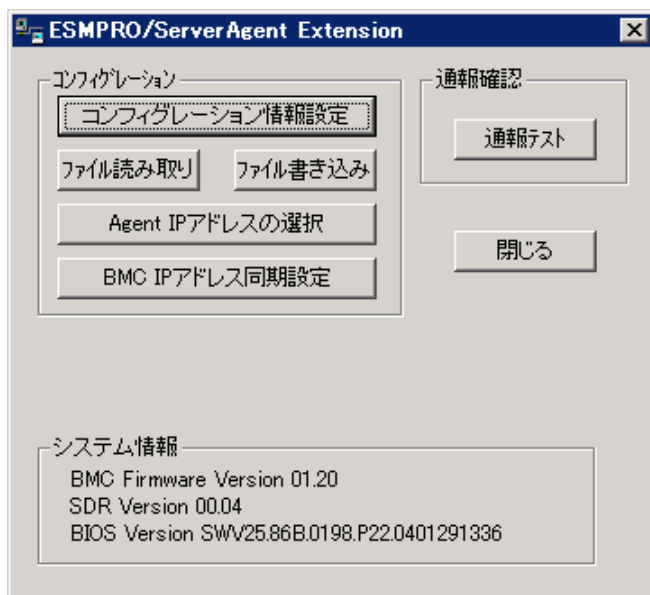 ESMPRO/ServerAgent Extension
コンフィグレーション
コンフィグレーション情報設定
ファイル読み取り
ファイル書き込み
Agent IPアドレスの選択
BMC IPアドレス同期設定
通報確認
通報テスト
閉じる
システム情報
BMC Firmware Version 01.20
SDR Version 00.04
BIOS Version SWV25.86B.0198.P22.0401291336